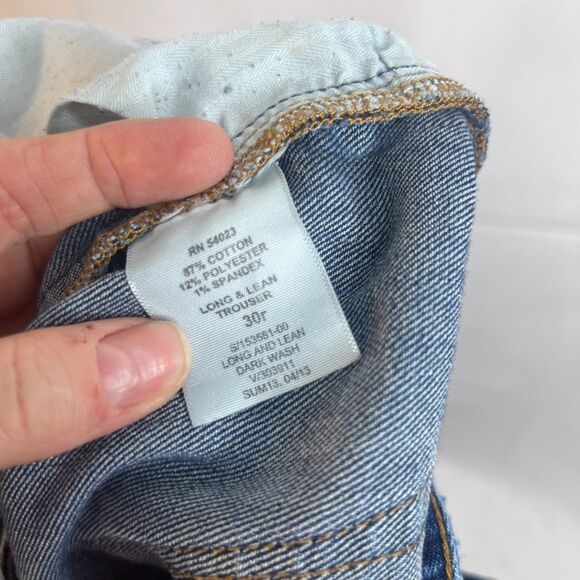 RN 54023
87% COTTON
12% POLYESTER
1% SPANDEX
LONG & LEAN
TROUSER
30r
S/153551-00
LONG AND LEAN
DARK WASH
V/303911
SUM13, 04/13